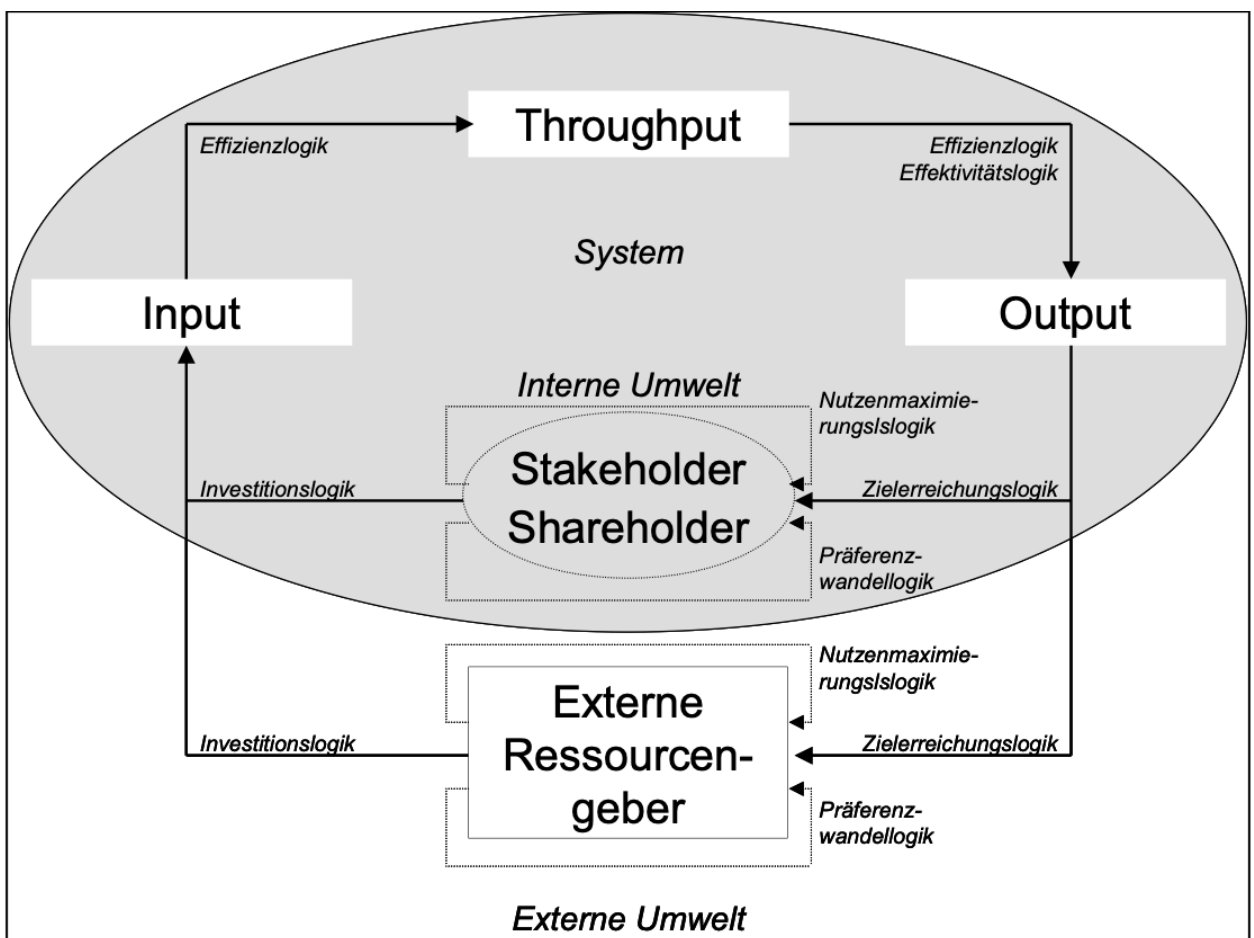 Throughput
Effizienzlogik
Effizienzlogik
Effektivitätslogik
System
Input
Output
Interne Umwelt
Nutzenmaximie-
rungslslogik
Stakeholder
Shareholder
Investitionslogik
Zielerreichungslogik
Präferenz-
wandellogik
Nutzenmaximie-
rungslslogik
Externe
Ressourcen-
geber
Investitionslogik
Zielerreichungslogik
Präferenz-
wandellogik
Externe Umwelt